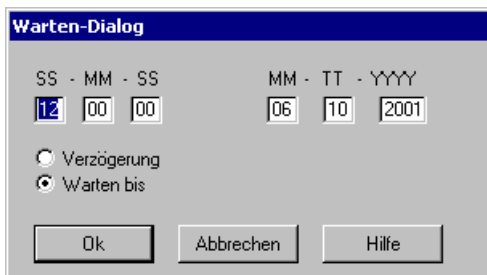 Warten-Dialog
SS - MM - SS MM - TT - YYYY
12 00 00 06 10 2001
Verzögerung
Warten bis
Ok Abbrechen Hilfe